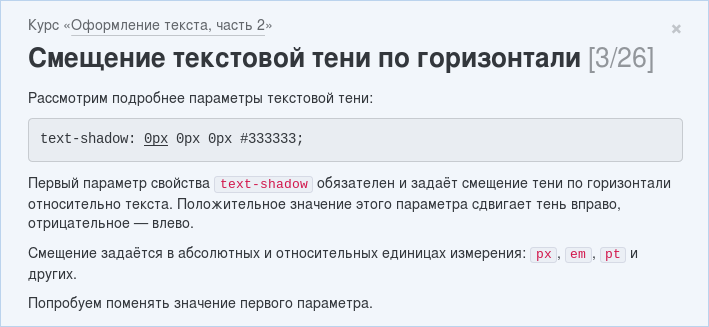 Курс «Оформление текста, часть 2»
×
Смещение текстовой тени по горизонтали [3/26]
Рассмотрим подробнее параметры текстовой тени:
text-shadow: 0px 0px 0px #333333;
Первый параметр свойства text-shadow обязателен и задаёт смещение тени по горизонтали
относительно текста. Положительное значение этого параметра сдвигает тень вправо,
отрицательное — влево.
Смещение задаётся в абсолютных и относительных единицах измерения: px, em, pt и
других.
Попробуем поменять значение первого параметра.